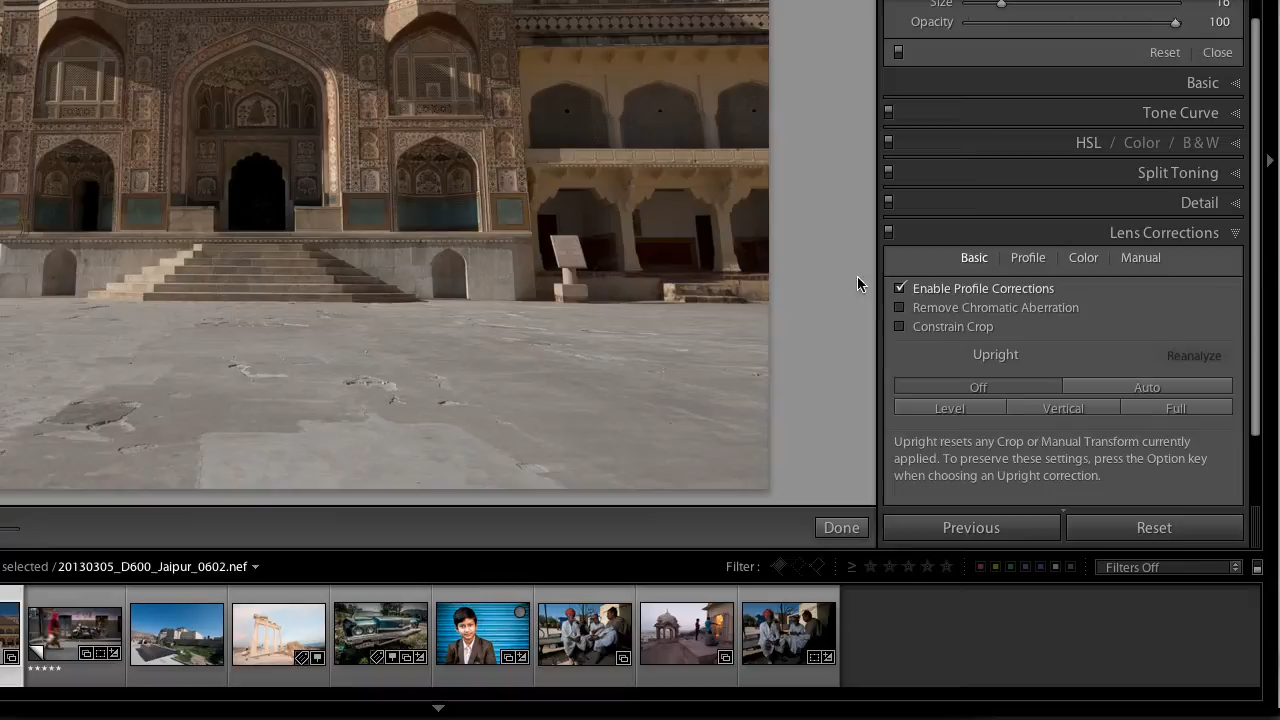 Size 16
Opacity 100
Reset | Close
Basic
Tone Curve
HSL / Color / B & W
Split Toning
Detail
Lens Corrections
Basic | Profile | Color | Manual
Enable Profile Corrections
Remove Chromatic Aberration
Constrain Crop
Upright Reanalyze
Off Auto
Level Vertical Full
Upright resets any Crop or Manual Transform currently
applied. To preserve these settings, press the Option key
when choosing an Upright correction.
Done Previous Reset
selected / 20130305_D600_Jaipur_0602.nef Filter : Filters Off